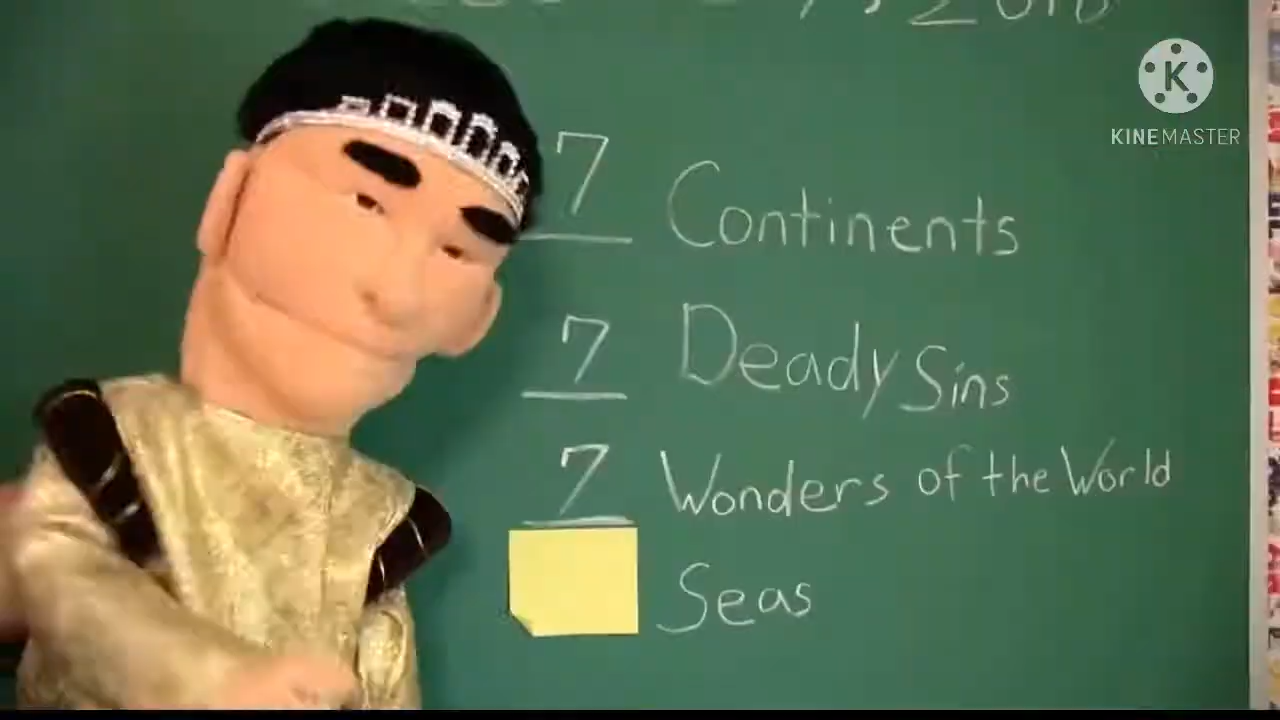 7 Continents
7 Deady Sins
7 Wonders of the World
Seas
K
KINEMASTER